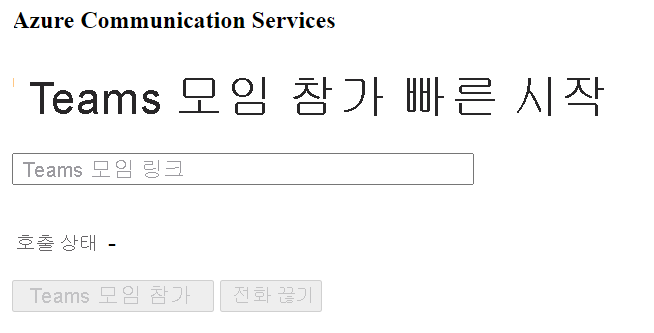 Azure Communication Services
Teams 모임 참가 빠른 시작
Teams 모임 링크
호출 상태 -
Teams 모임 참가 전화 끊기